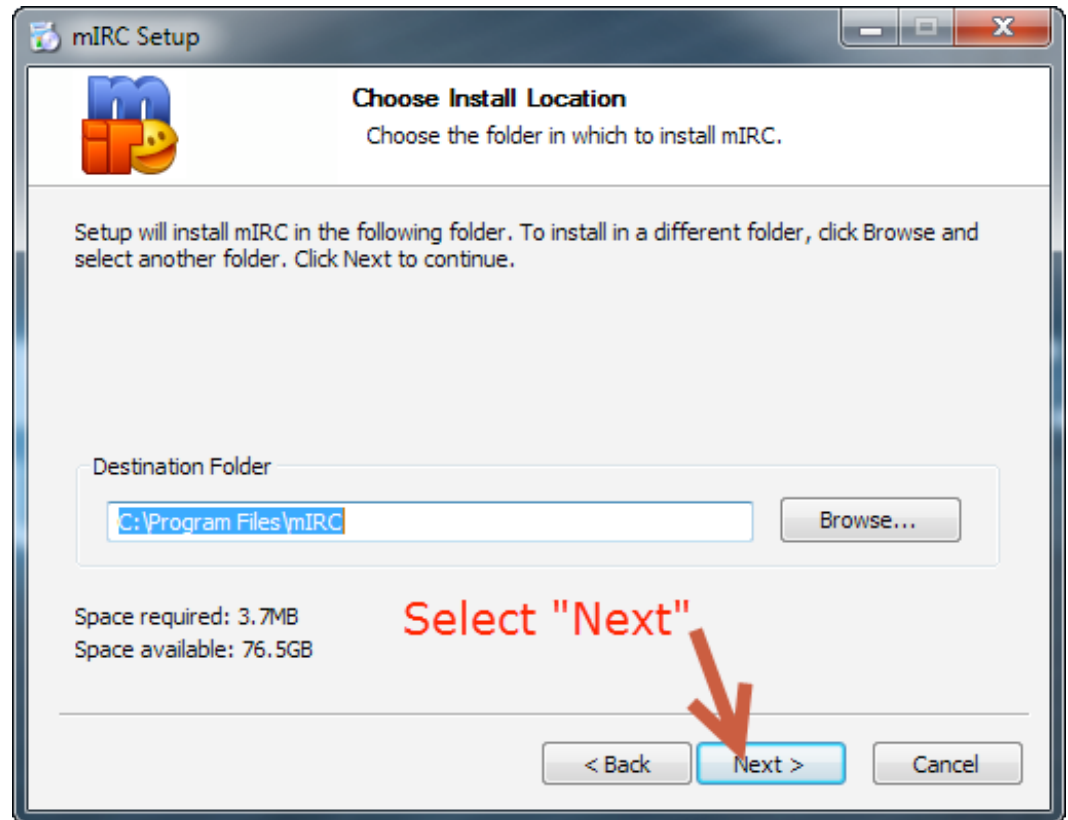 mIRC Setup
mirc
Choose Install Location
Choose the folder in which to install mIRC.
Setup will install mIRC in the following folder. To install in a different folder, click Browse and
select another folder. Click Next to continue.
Destination Folder
C:\Program Files\mIRC
Browse...
Space required: 3.7MB
Space available: 76.5GB
Select "Next"
< Back
Next >
Cancel